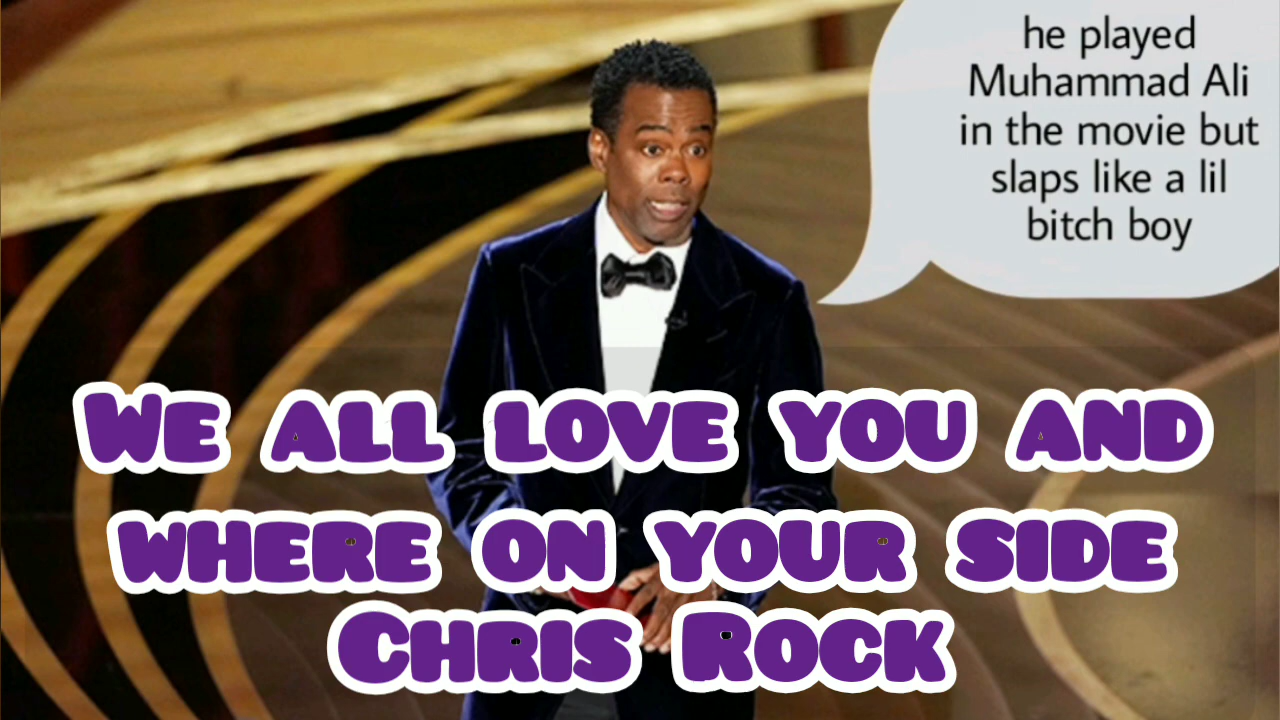 he played
Muhammad Ali
in the movie but
slaps like a lil
bitch boy
We all love you and
where on your side
Chris Rock